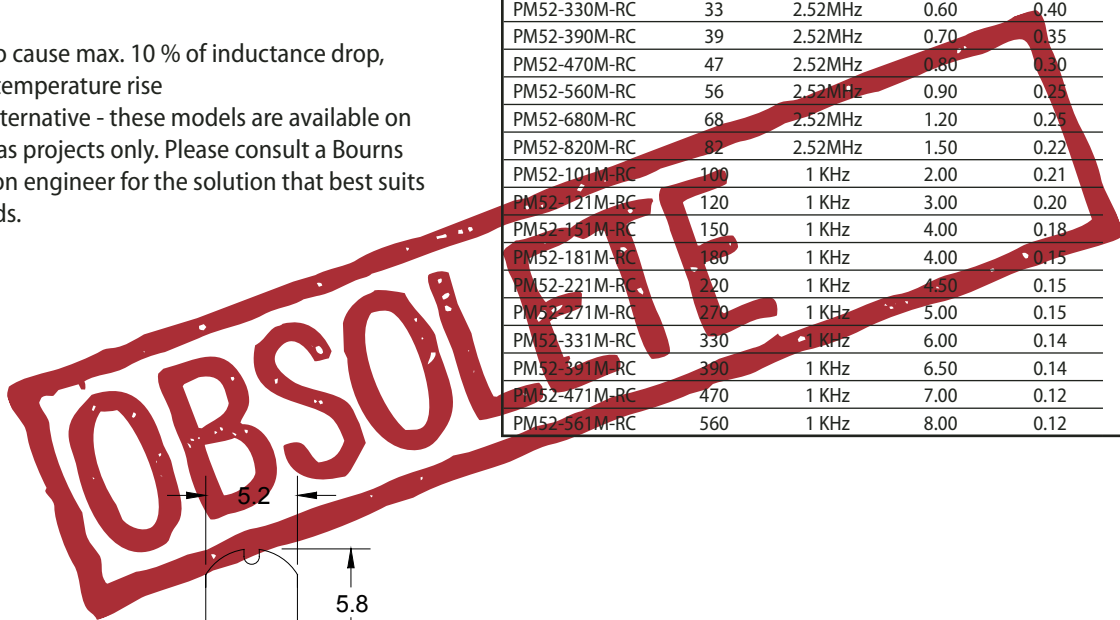 o cause max. 10 % of inductance drop,
temperature rise
ternative - these models are available on
as projects only. Please consult a Bourns
on engineer for the solution that best suits
ds.
PM52-330M-RC 33 2.52MHz 0.60 0.40
PM52-390M-RC 39 2.52MHz 0.70 0.35
PM52-470M-RC 47 2.52MHz 0.80 0.30
PM52-560M-RC 56 2.52MHz 0.90 0.25
PM52-680M-RC 68 2.52MHz 1.20 0.25
PM52-820M-RC 82 2.52MHz 1.50 0.22
PM52-101M-RC 100 1 KHz 2.00 0.21
PM52-121M-RC 120 1 KHz 3.00 0.20
PM52-151M-RC 150 1 KHz 4.00 0.18
PM52-181M-RC 180 1 KHz 4.00 0.15
PM52-221M-RC 220 1 KHz 4.50 0.15
PM52-271M-RC 270 1 KHz 5.00 0.15
PM52-331M-RC 330 1 KHz 6.00 0.14
PM52-391M-RC 390 1 KHz 6.50 0.14
PM52-471M-RC 470 1 KHz 7.00 0.12
PM52-561M-RC 560 1 KHz 8.00 0.12
OBSOLETE
5.2
5.8